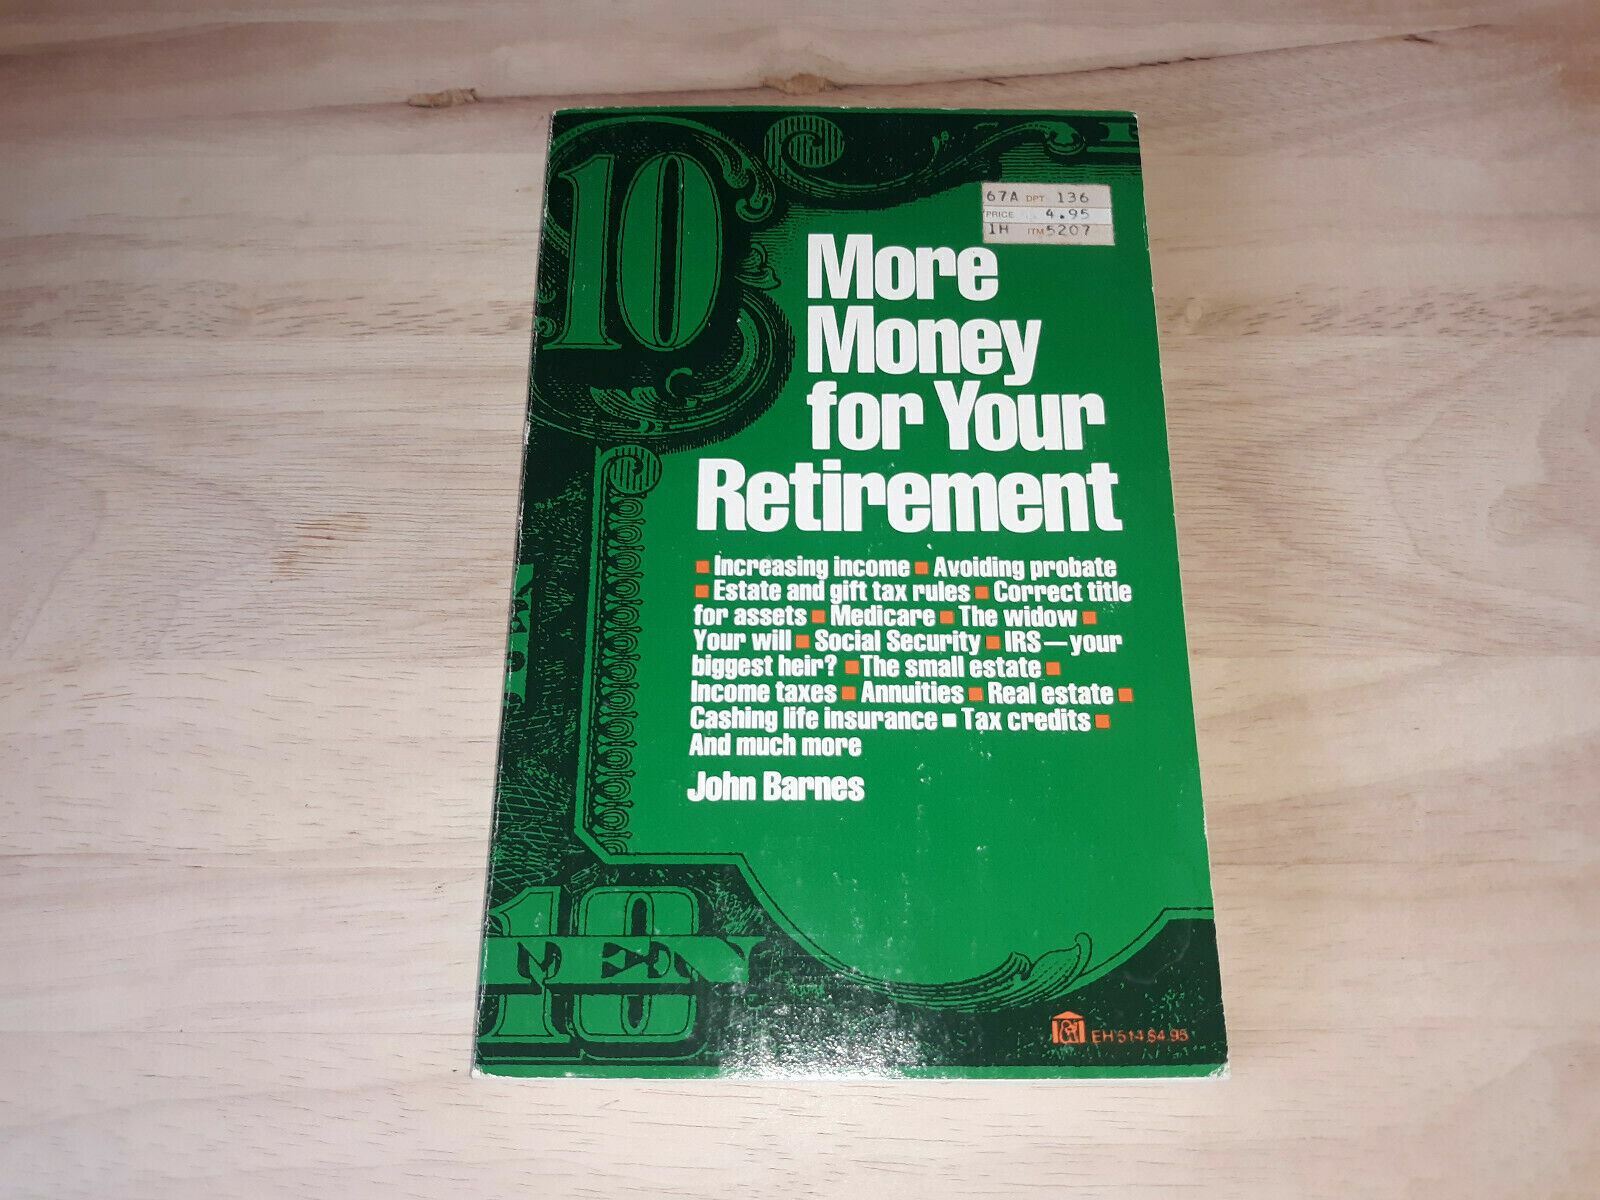 10
67A DPT 136
PRICE 4.95
1H ITM 5207
More
Money
for Your
Retirement
■ Increasing income ■ Avoiding probate
■ Estate and gift tax rules ■ Correct title
for assets ■ Medicare ■ The widow ■
Your will ■ Social Security ■ IRS—your
biggest heir? ■ The small estate ■
Income taxes ■ Annuities ■ Real estate ■
Cashing life insurance ■ Tax credits ■
And much more
John Barnes
10
TEN
EH 514 $4.95